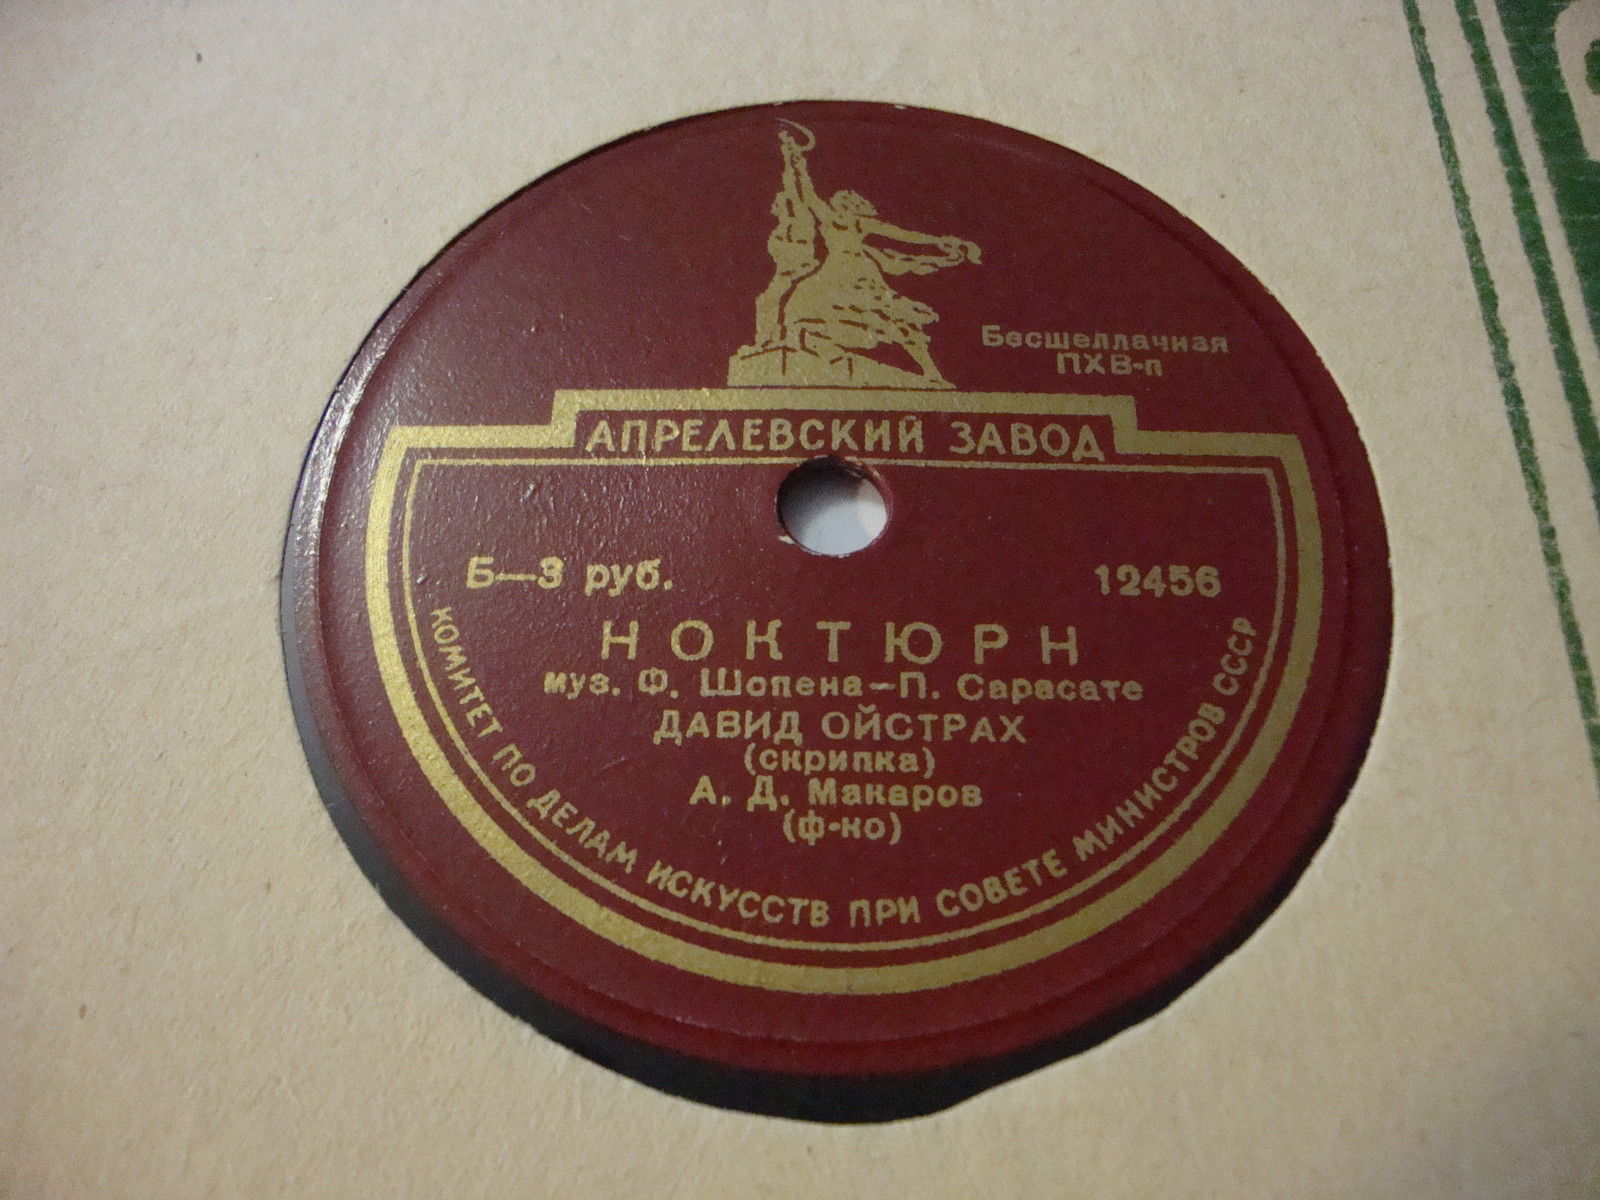 Бесшеллачная
ПХВ-п
АПРЕЛЕВСКИЙ ЗАВОД
Б—3 руб.
12456
НОКТЮРН
муз. Ф. Шопена—П. Сарасате
ДАВИД ОЙСТРАХ
(скрипка)
А. Д. Макаров
(ф-но)
КОМИТЕТ ПО ДЕЛАМ ИСКУССТВ ПРИ СОВЕТЕ МИНИСТРОВ СССР